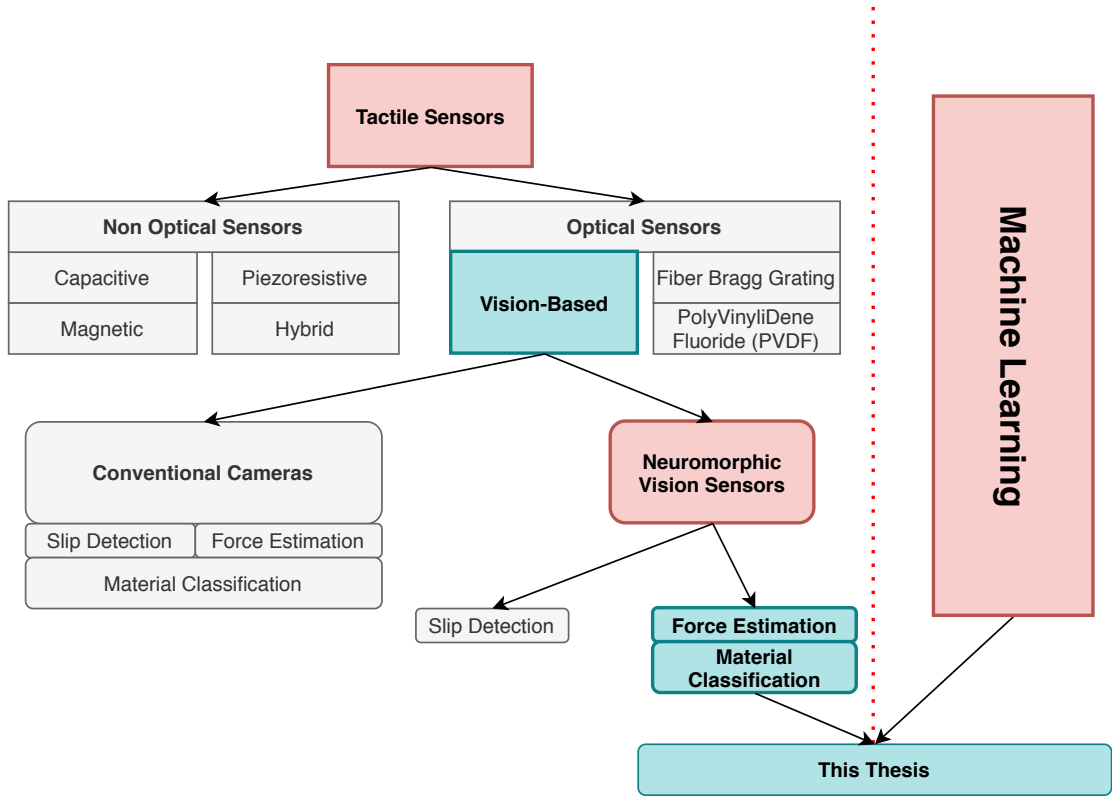 Tactile Sensors
Non Optical Sensors
Capacitive
Piezoresistive
Magnetic
Hybrid
Optical Sensors
Vision-Based
Fiber Bragg Grating
PolyVinyliDene
Fluoride (PVDF)
Conventional Cameras
Slip Detection
Force Estimation
Material Classification
Neuromorphic
Vision Sensors
Slip Detection
Force Estimation
Material
Classification
Machine Learning
This Thesis